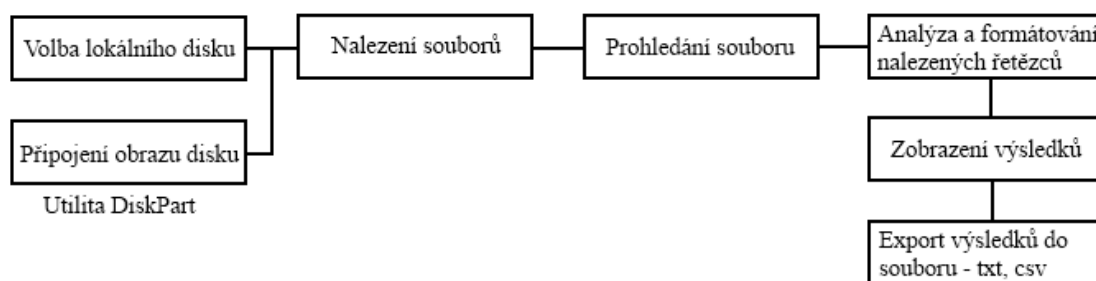 Volba lokálního disku
Nalezení souborů
Prohledání souboru
Analýza a formátování
nalezených řetězců
Připojení obrazu disku
Utilita DiskPart
Zobrazení výsledků
Export výsledků do
souboru - txt, csv